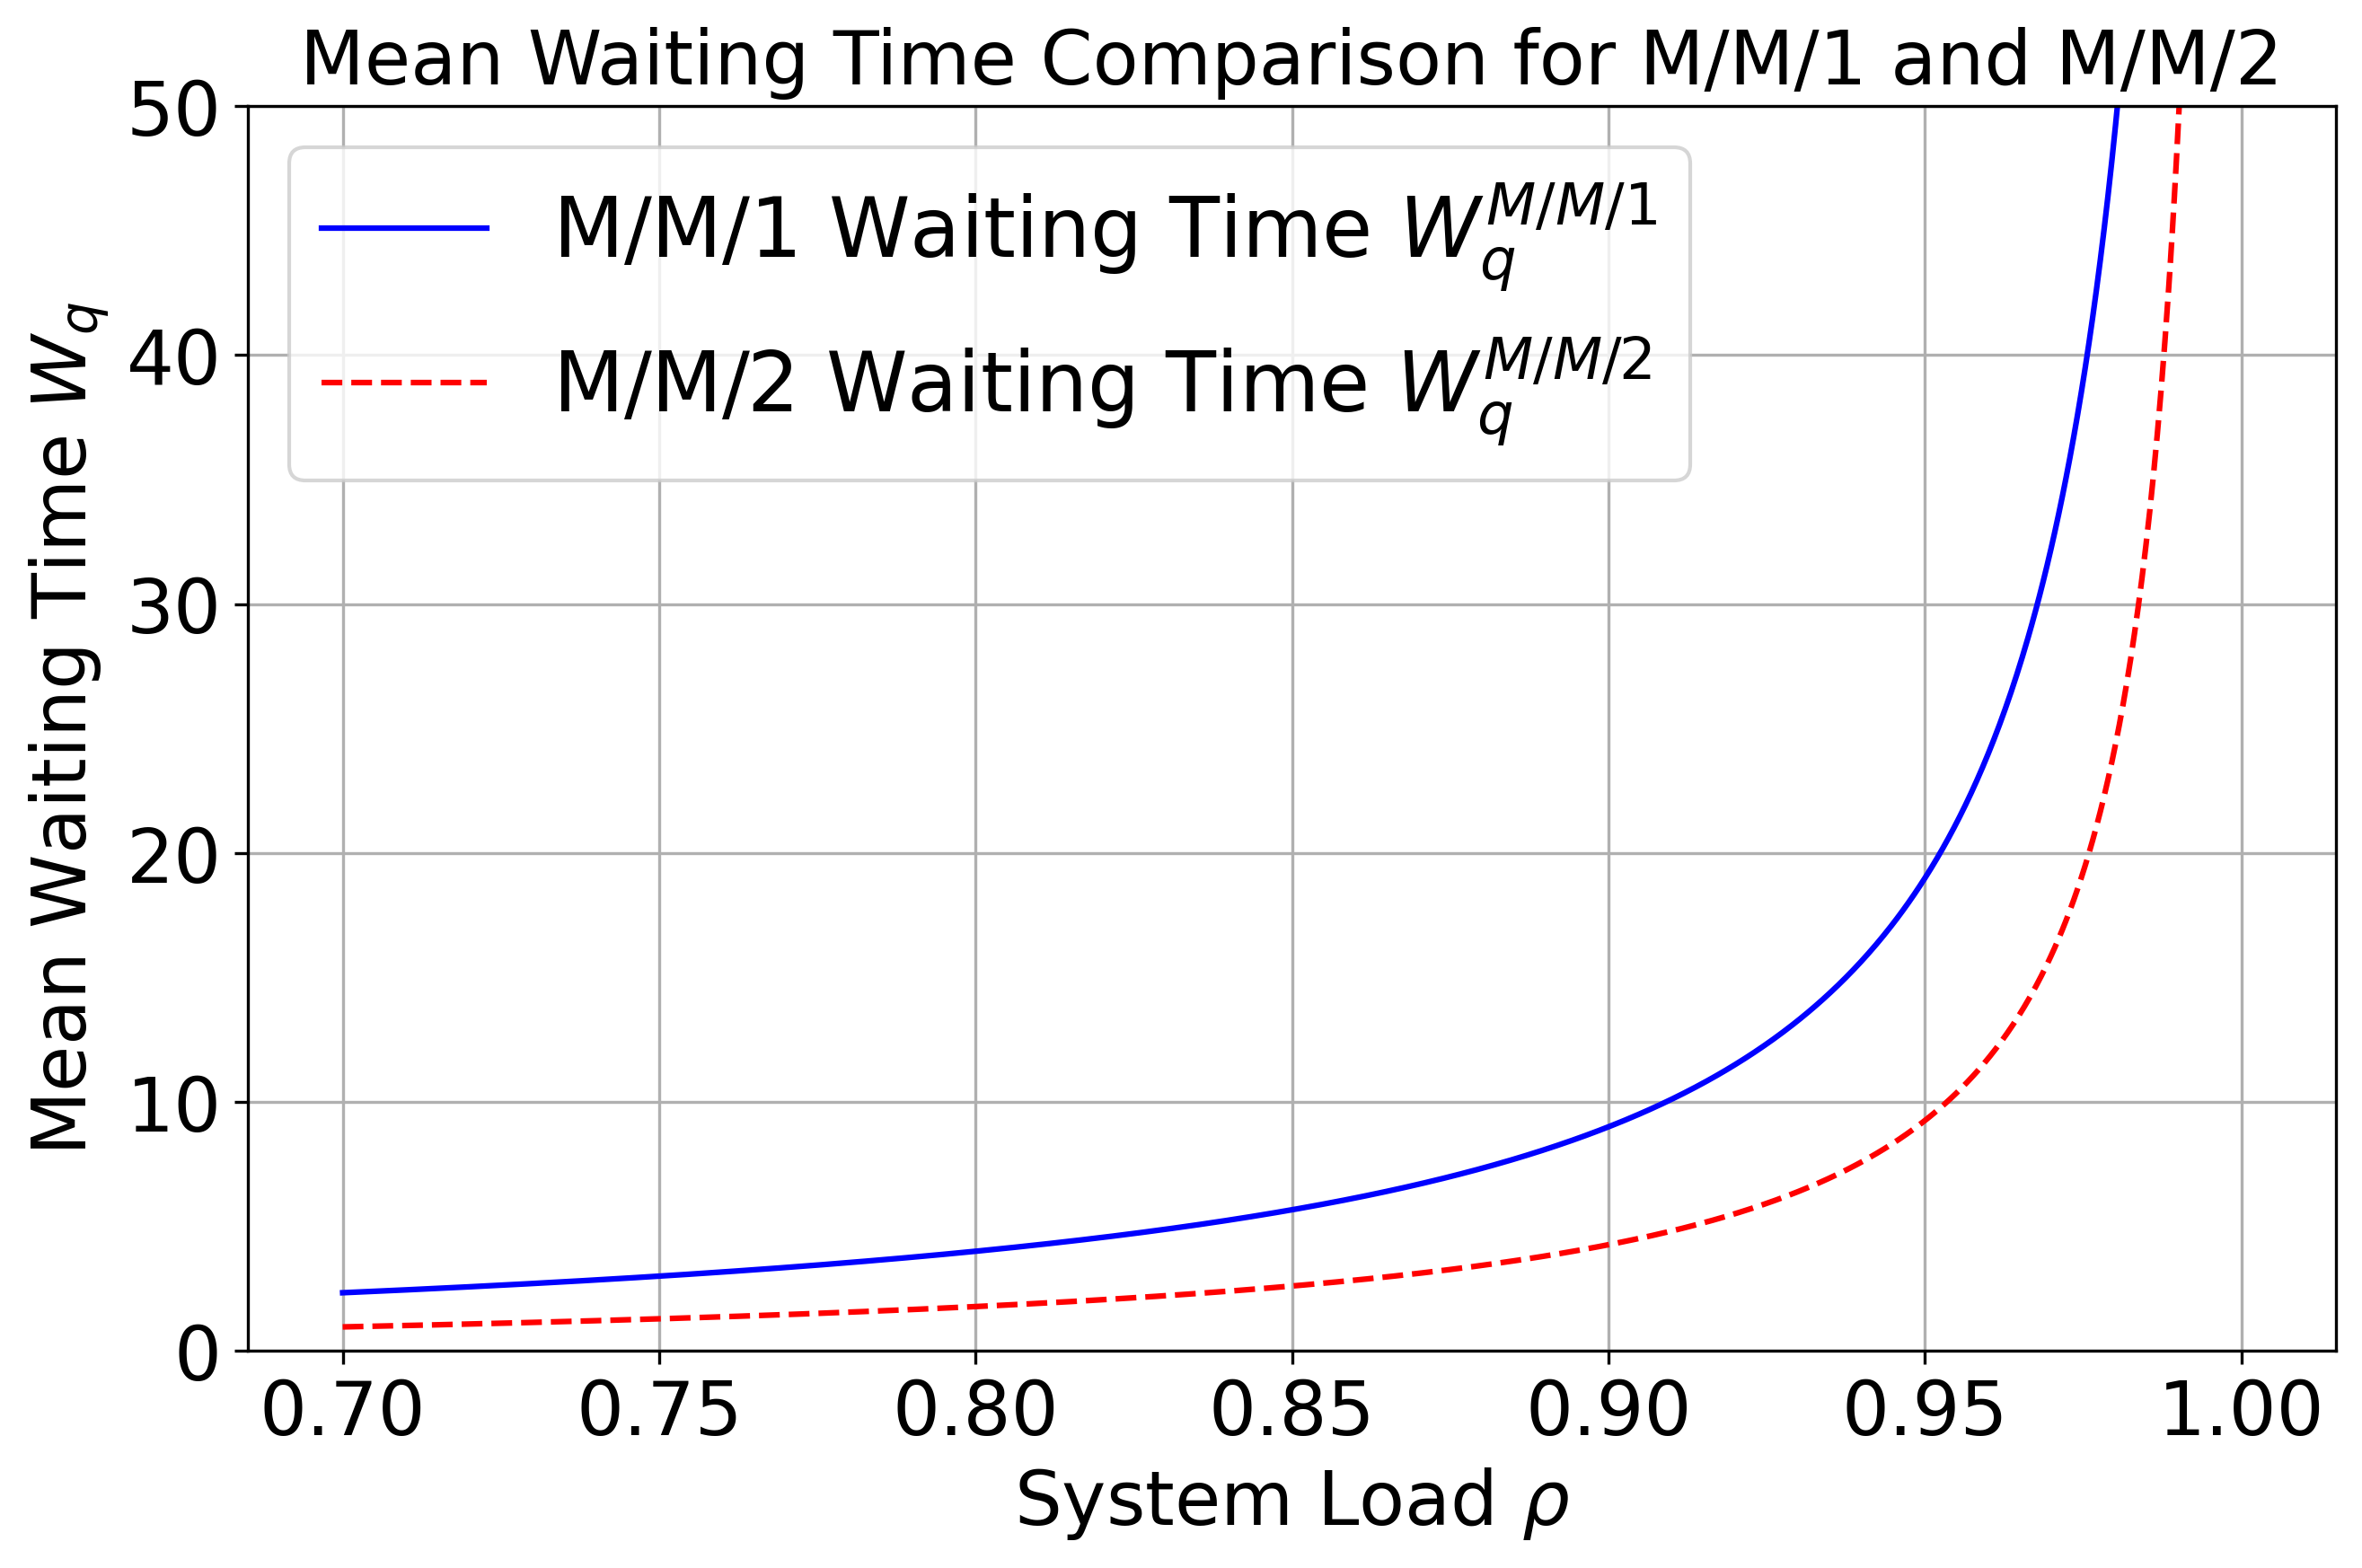 Mean Waiting Time Comparison for M/M/1 and M/M/2
50
40
30
20
10
0
Mean Waiting Time $W_q$
M/M/1 Waiting Time $W_q^{M/M/1}$
M/M/2 Waiting Time $W_q^{M/M/2}$
0.70 0.75 0.80 0.85 0.90 0.95 1.00
System Load ρ